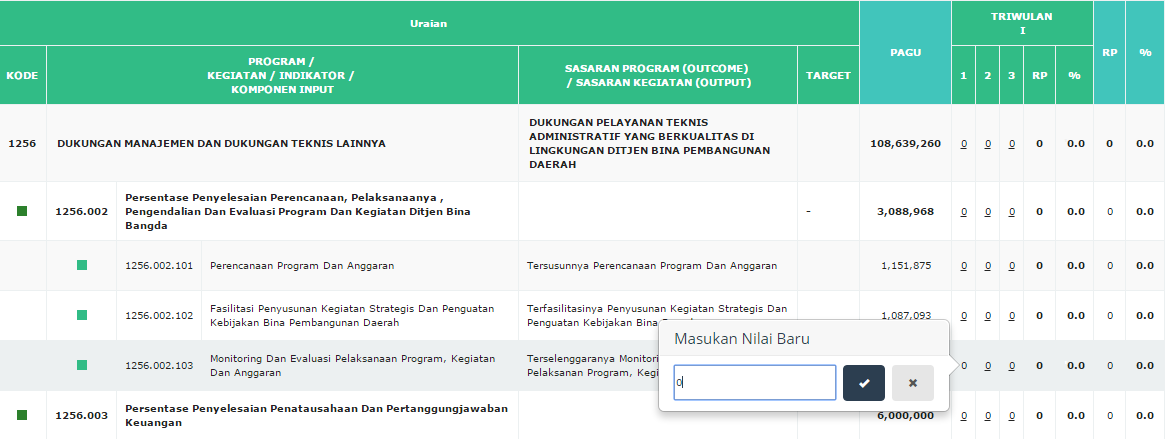 Uraian
PAGU
TRIWULAN
I
RP
%
KODE
PROGRAM /
KEGIATAN / INDIKATOR /
KOMPONEN INPUT
SASARAN PROGRAM (OUTCOME)
/ SASARAN KEGIATAN (OUTPUT)
TARGET
1 2 3 RP %
1256 DUKUNGAN MANAJEMEN DAN DUKUNGAN TEKNIS LAINNYA
DUKUNGAN PELAYANAN TEKNIS
ADMINISTRATIF YANG BERKUALITAS DI
LINGKUNGAN DITJEN BINA PEMBANGUNAN
DAERAH
108,639,260 0 0 0 0 0.0 0 0.0
1256.002
Persentase Penyelesaian Perencanaan, Pelaksanaanya ,
Pengendalian Dan Evaluasi Program Dan Kegiatan Ditjen Bina
Bangda
- 3,088,968 0 0 0 0 0.0 0 0.0
1256.002.101 Perencanaan Program Dan Anggaran Tersusunnya Perencanaan Program Dan Anggaran 1,151,875 0 0 0 0 0.0 0 0.0
1256.002.102
Fasilitasi Penyusunan Kegiatan Strategis Dan Penguatan
Kebijakan Bina Pembangunan Daerah
Terfasilitasinya Penyusunan Kegiatan Strategis Dan
Penguatan Kebijakan Bina
1,087,093 0 0 0 0 0.0 0 0.0
1256.002.103
Monitoring Dan Evaluasi Pelaksanaan Program, Kegiatan
Dan Anggaran
Terselenggaranya
Pelaksanan Program,
0 0 0 0 0.0 0 0.0
Masukan Nilai Baru
0
1256.003
Persentase Penyelesaian Penatausahaan Dan Pertanggungjawaban
Keuangan
6,000,000 0 0 0 0 0.0 0 0.0